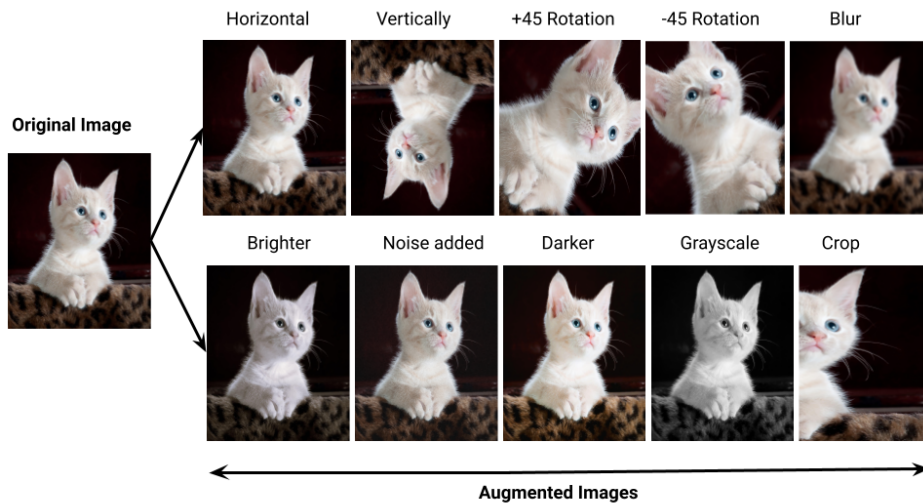 Horizontal Vertically +45 Rotation -45 Rotation Blur
Original Image
Brighter Noise added Darker Grayscale Crop
Augmented Images